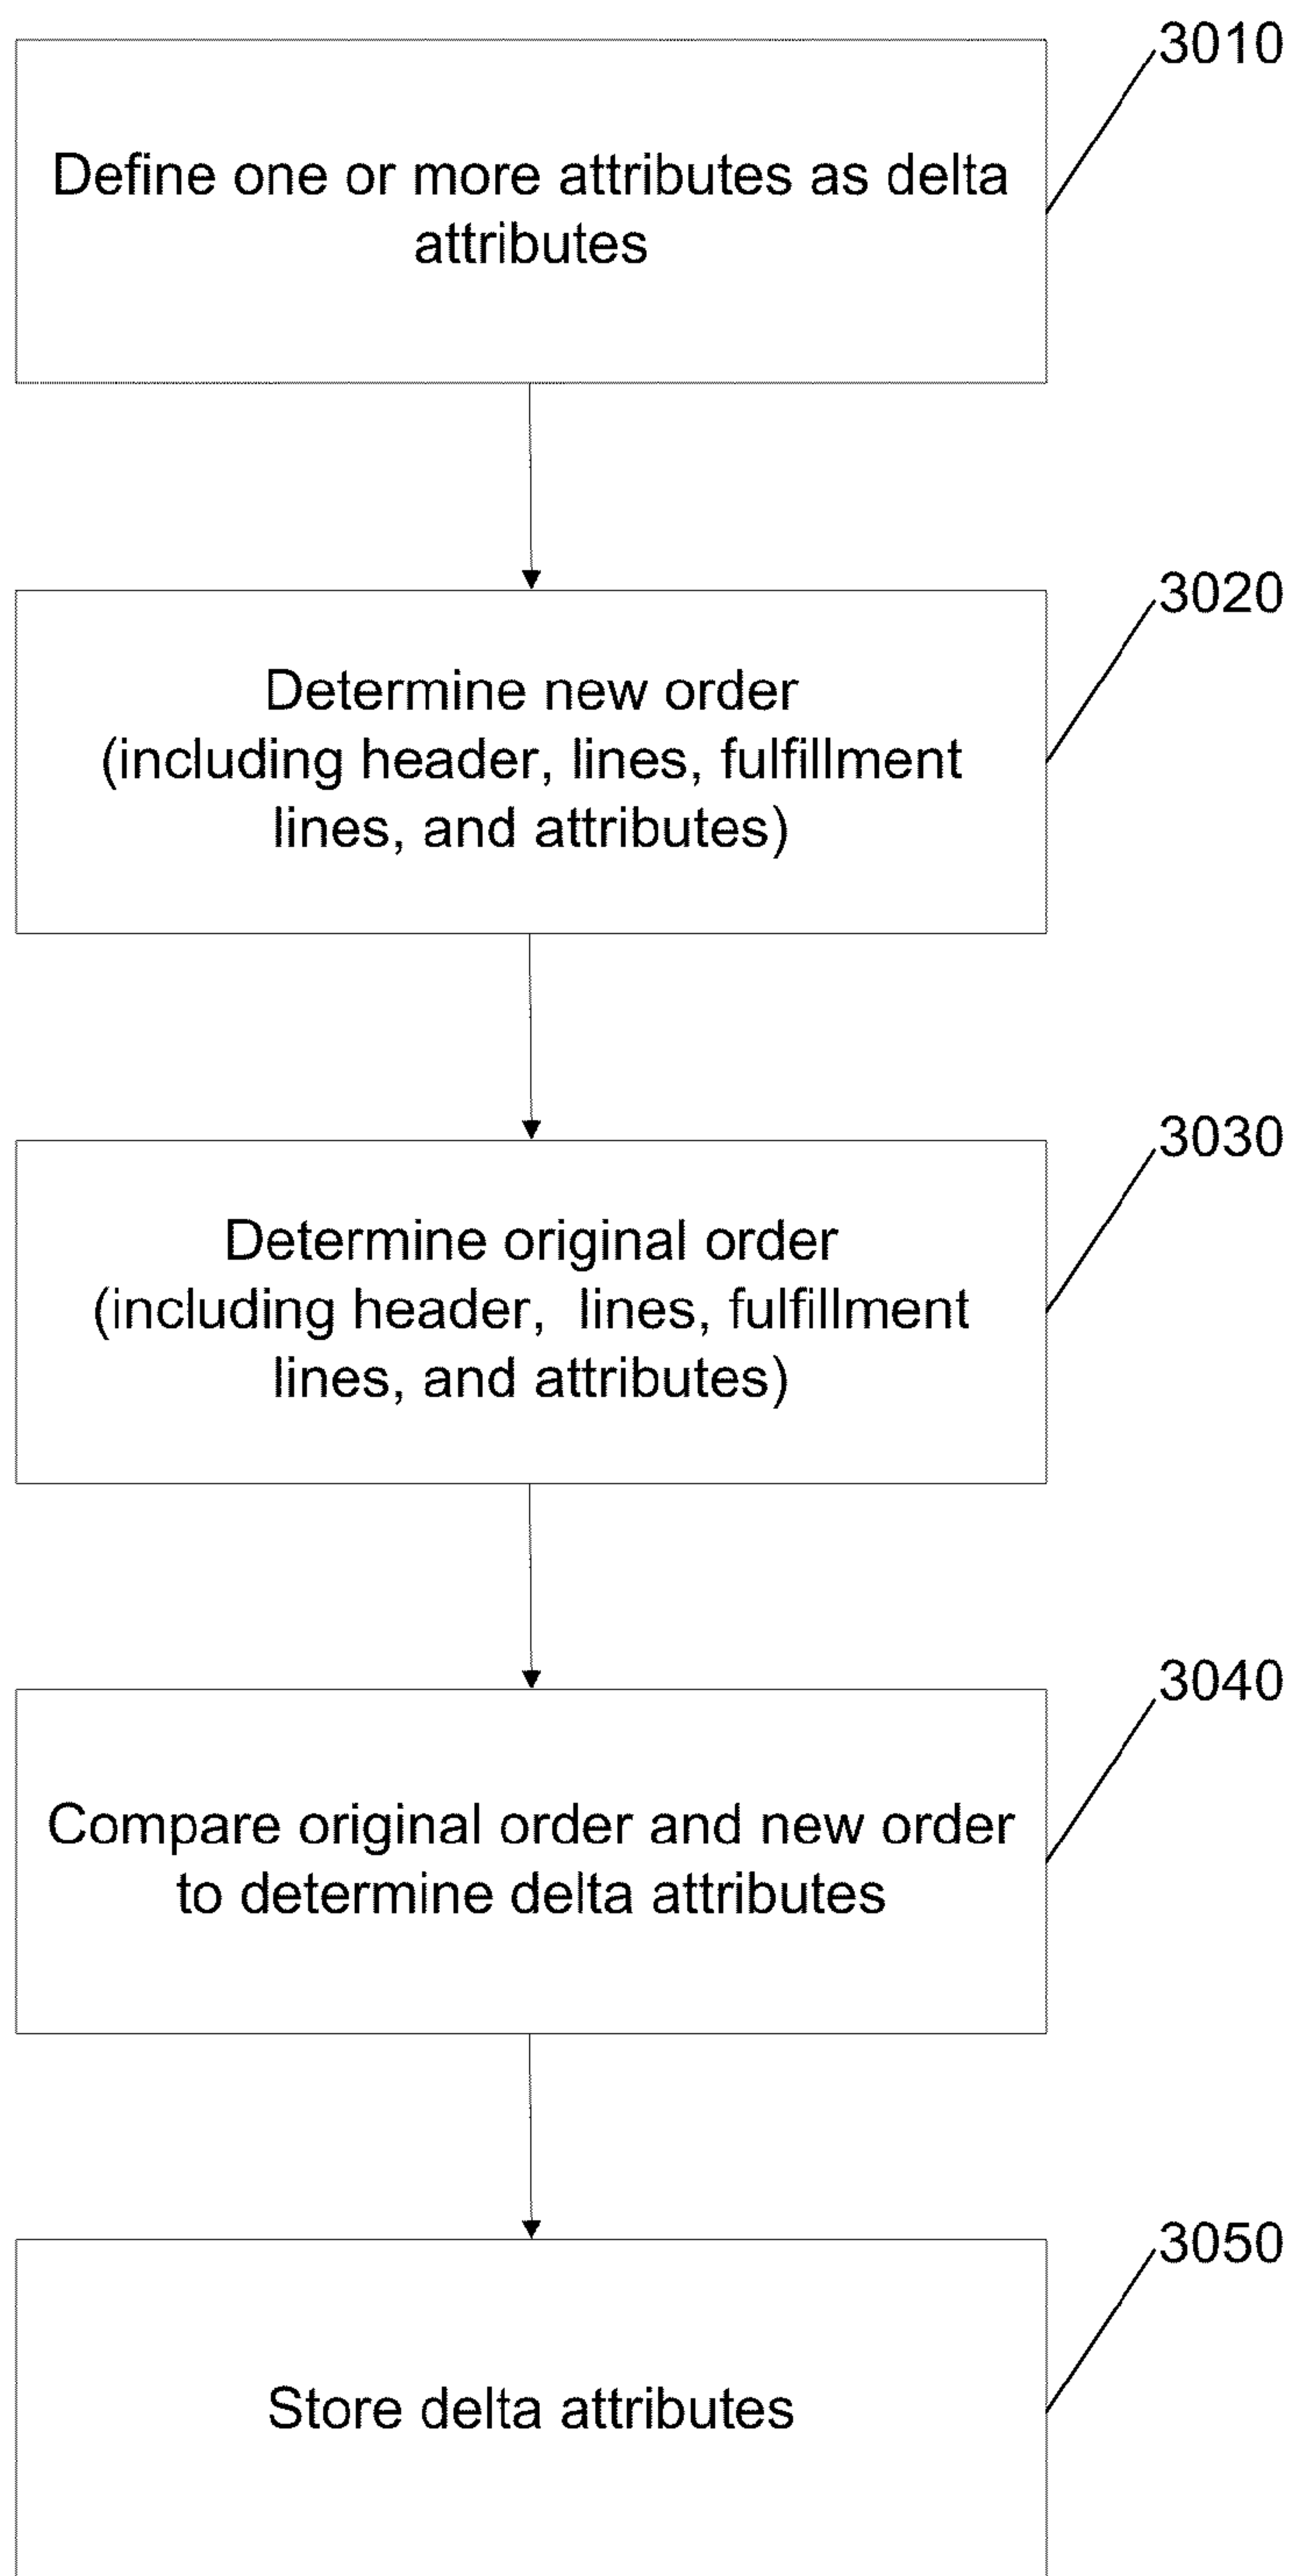 3010
Define one or more attributes as delta
attributes
3020
Determine new order
(including header, lines, fulfillment
lines, and attributes)
3030
Determine original order
(including header,  lines, fulfillment
lines, and attributes)
3040
Compare original order and new order
to determine delta attributes
3050
Store delta attributes